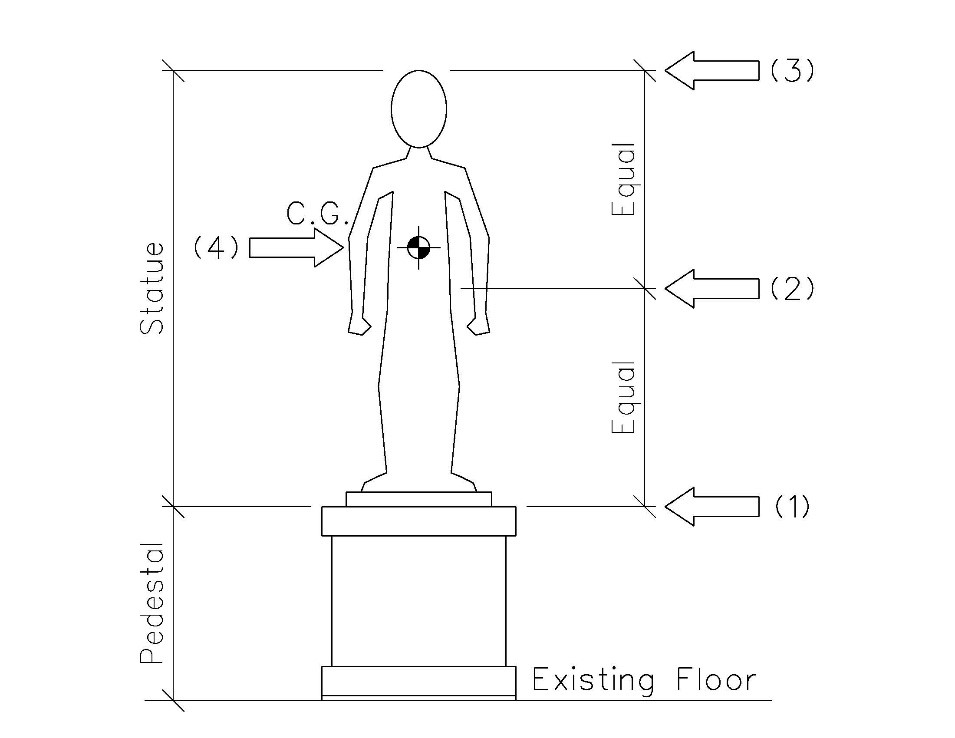 (3)
Equal
C.G.
(4)
Statue
(2)
Equal
(1)
Pedestal
Existing Floor